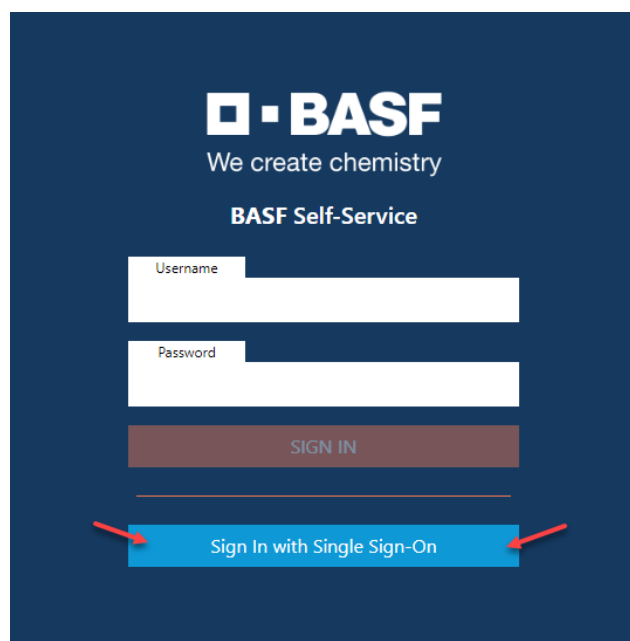 BASF
We create chemistry
BASF Self-Service
Username
Password
SIGN IN
Sign In with Single Sign-On